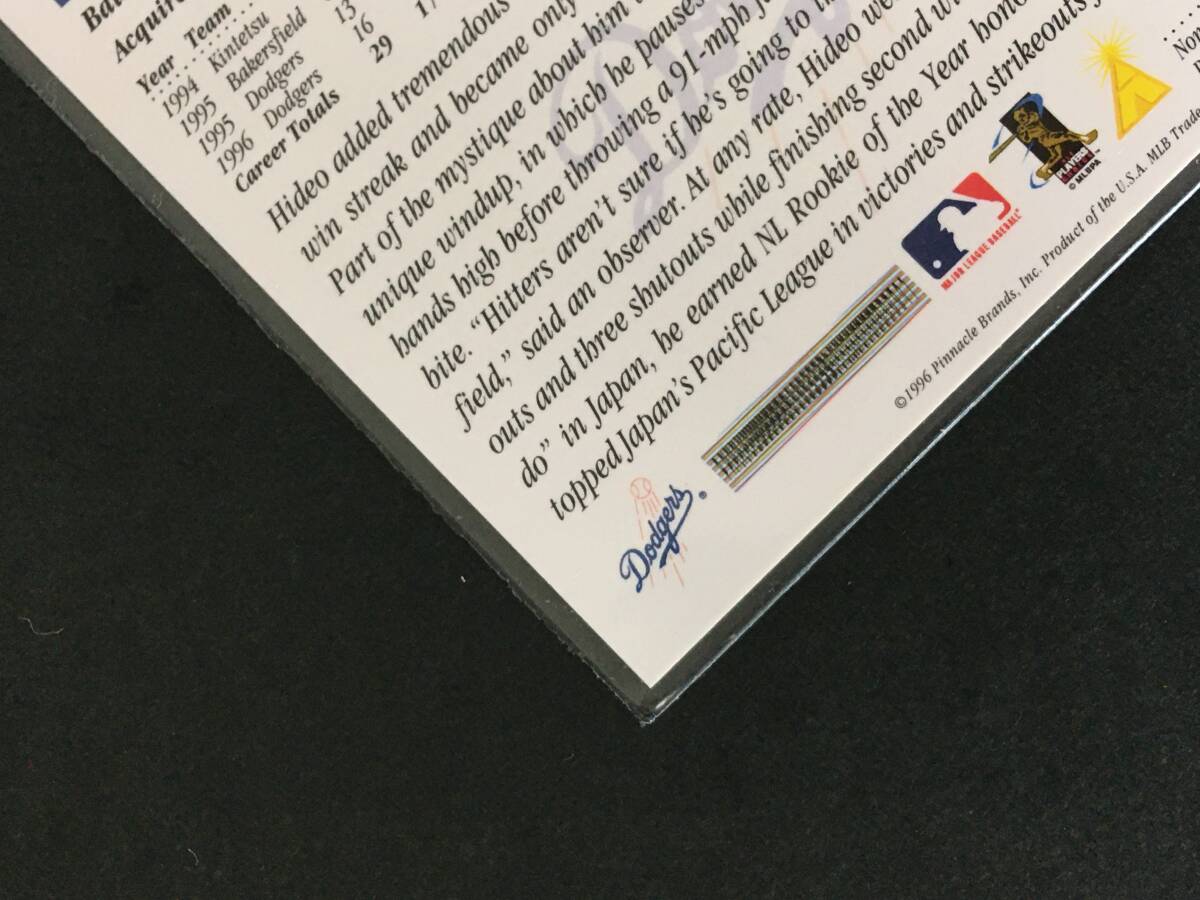 Acquired
Year Team
1994 Kintetsu 13
1995 Bakersfield 16
1995 Dodgers 29
1996 Dodgers
Career Totals
Hideo added tremendous
win streak and became only
Part of the mystique about him
unique windup, in which he pauses
hands high before throwing a 91-mph
bite. "Hitters aren't sure if he's going to
field," said an observer. At any rate, Hideo
outs and three shutouts while finishing second
do" in Japan, he earned NL Rookie of the Year
topped Japan's Pacific League in victories and strikeouts
Dodgers ®
MAJOR LEAGUE BASEBALL
PLAYERS
© MLBPA
©1996 Pinnacle Brands, Inc. Product of the U.S.A. MLB